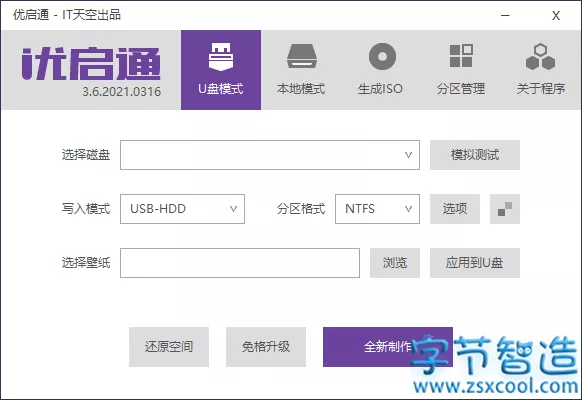 优启通 - IT天空出品
优启通
3.6.2021.0316
U盘模式
本地模式
生成ISO
分区管理
关于程序
选择磁盘
模拟测试
写入模式 USB-HDD 分区格式 NTFS 选项
选择壁纸 浏览 应用到U盘
还原空间 免格升级 全新制作
字节智造
www.zsxcool.com